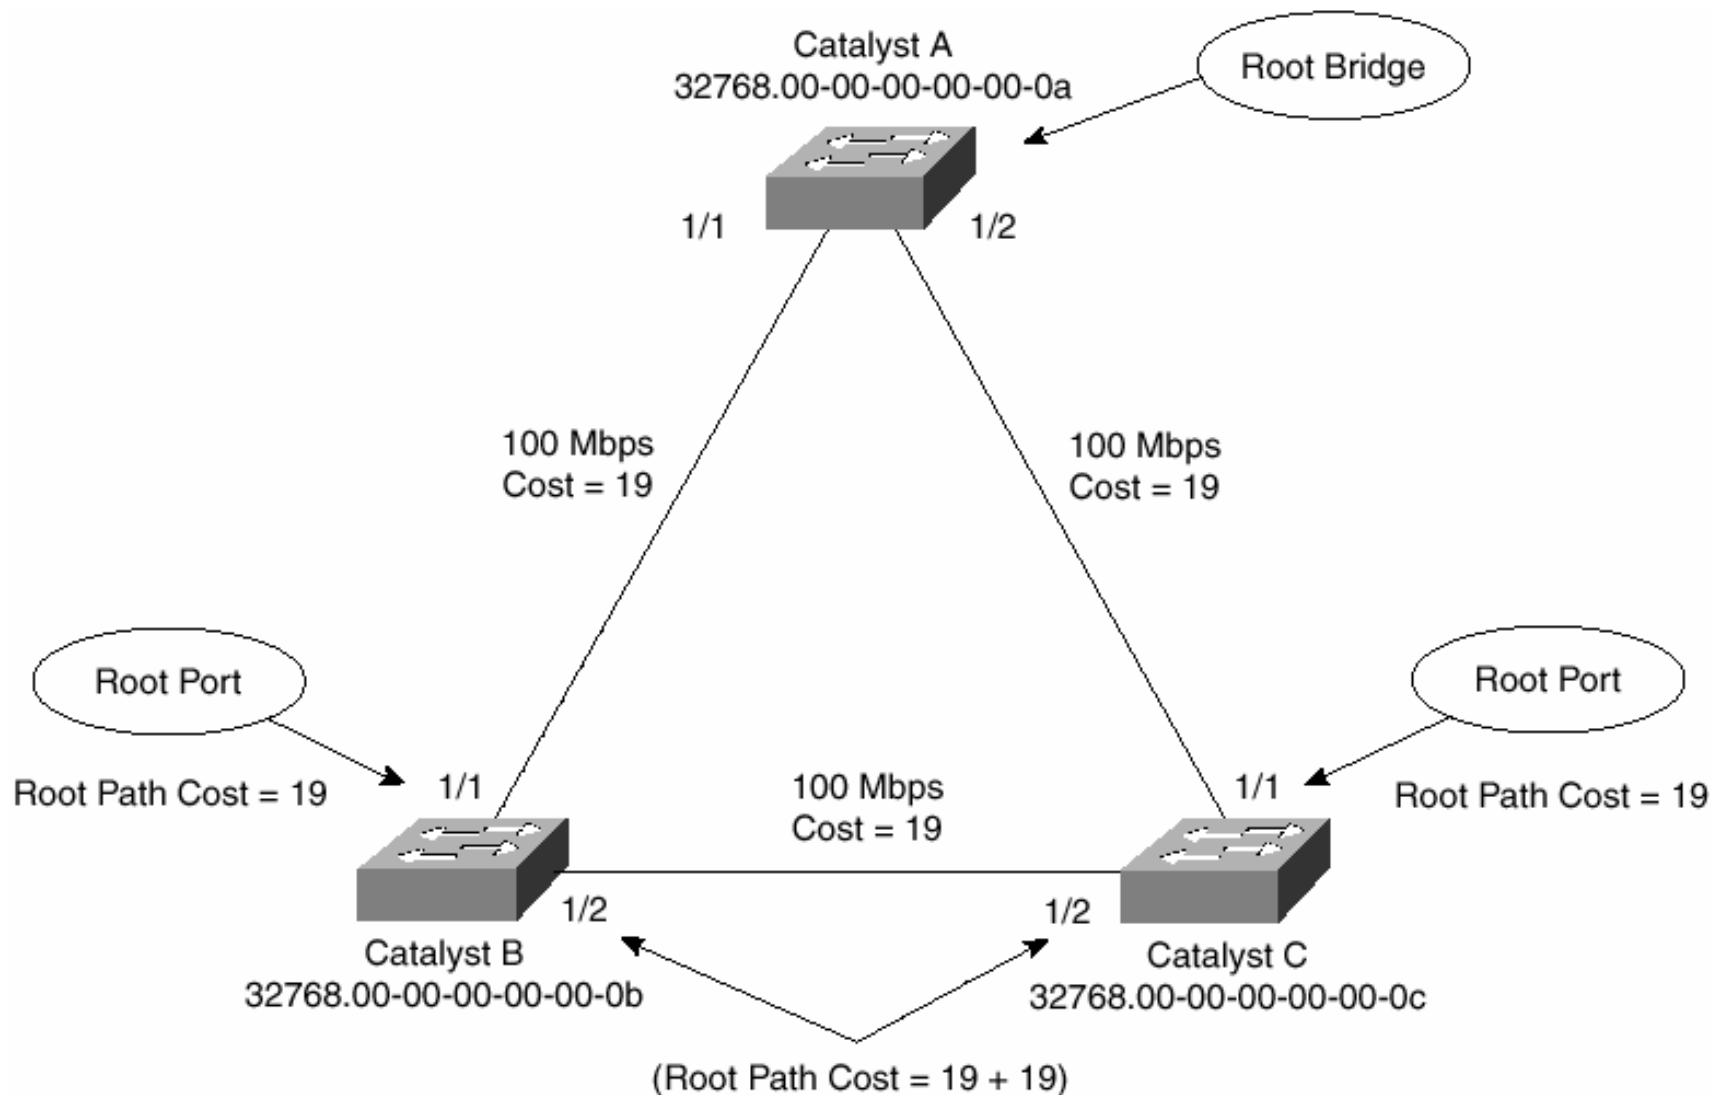 Catalyst A
32768.00-00-00-00-00-0a
Root Bridge
1/1
1/2
100 Mbps
Cost = 19
100 Mbps
Cost = 19
Root Port
Root Port
Root Path Cost = 19
1/1
100 Mbps
Cost = 19
1/1
Root Path Cost = 19
1/2
1/2
Catalyst B
32768.00-00-00-00-00-0b
Catalyst C
32768.00-00-00-00-00-0c
(Root Path Cost = 19 + 19)